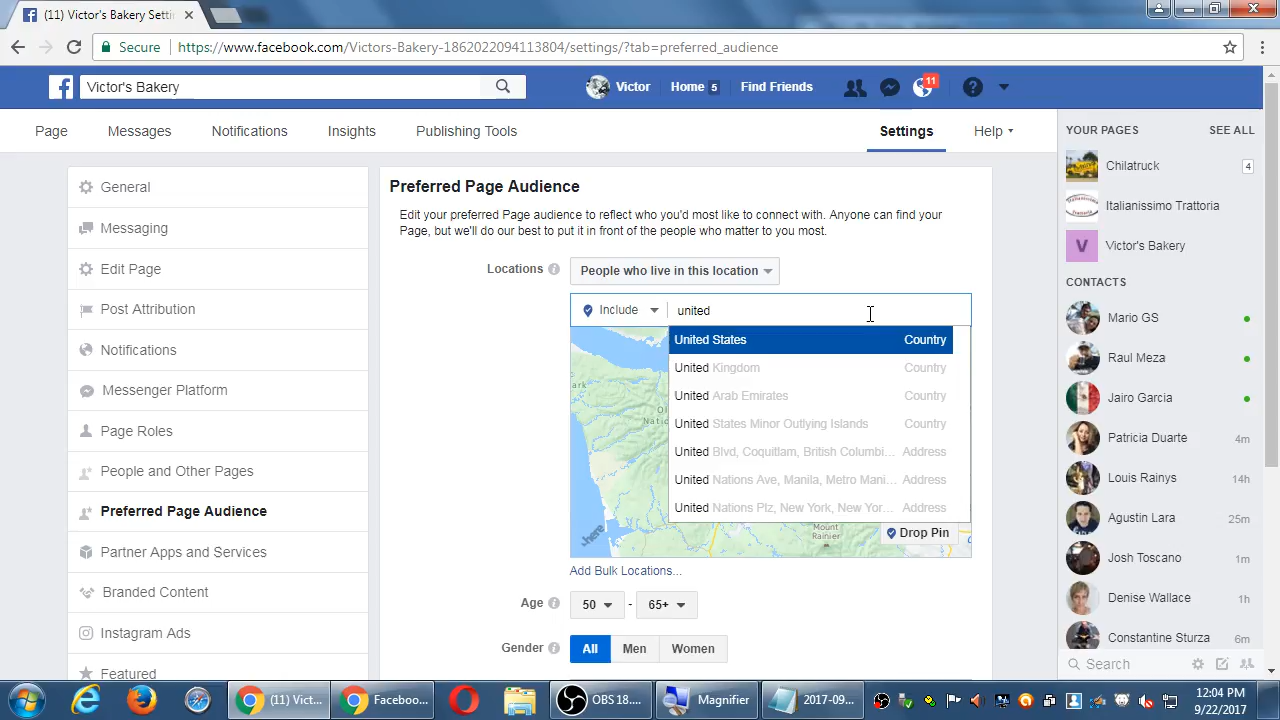 (11) Victor's Bakery Setti
Secure
https://www.facebook.com/Victors-Bakery-1862022094113804/settings/?tab=preferred_audience
Victor's Bakery
Victor
Home 5
Find Friends
11
Page
Messages
Notifications
Insights
Publishing Tools
Settings
Help
YOUR PAGES
SEE ALL
Chilatruck
4
Italianissimo Trattoria
V
Victor's Bakery
CONTACTS
Mario GS
Raul Meza
Jairo Garcia
Patricia Duarte
4m
Louis Rainys
14h
Agustin Lara
25m
Josh Toscano
1m
Denise Wallace
1h
Constantine Sturza
6m
Search
General
Messaging
Edit Page
Post Attribution
Notifications
Messenger Platform
Page Roles
People and Other Pages
Preferred Page Audience
Partner Apps and Services
Branded Content
Instagram Ads
Featured
Preferred Page Audience
Edit your preferred Page audience to reflect who you'd most like to connect with. Anyone can find your
Page, but we'll do our best to put it in front of the people who matter to you most.
Locations
People who live in this location
Include
united
United States Country
United Kingdom Country
United Arab Emirates Country
United States Minor Outlying Islands Country
United Blvd, Coquitlam, British Columbi... Address
United Nations Ave, Manila, Metro Mani... Address
United Nations Plz, New York, New Yor... Address
here
Mount
Rainier
Drop Pin
Add Bulk Locations...
Age
50 - 65+
Gender
All
Men
Women
(11) Vict...
Faceboo...
OBS 18....
Magnifier
2017-09...
12:04 PM
9/22/2017